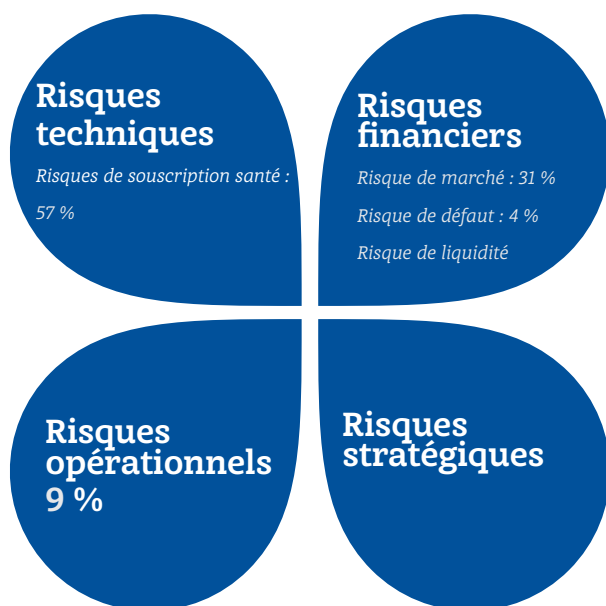 Risques
techniques
Risques de souscription santé :
57 %
Risques
financiers
Risque de marché : 31 %
Risque de défaut : 4 %
Risque de liquidité
Risques
opérationnels
9 %
Risques
stratégiques